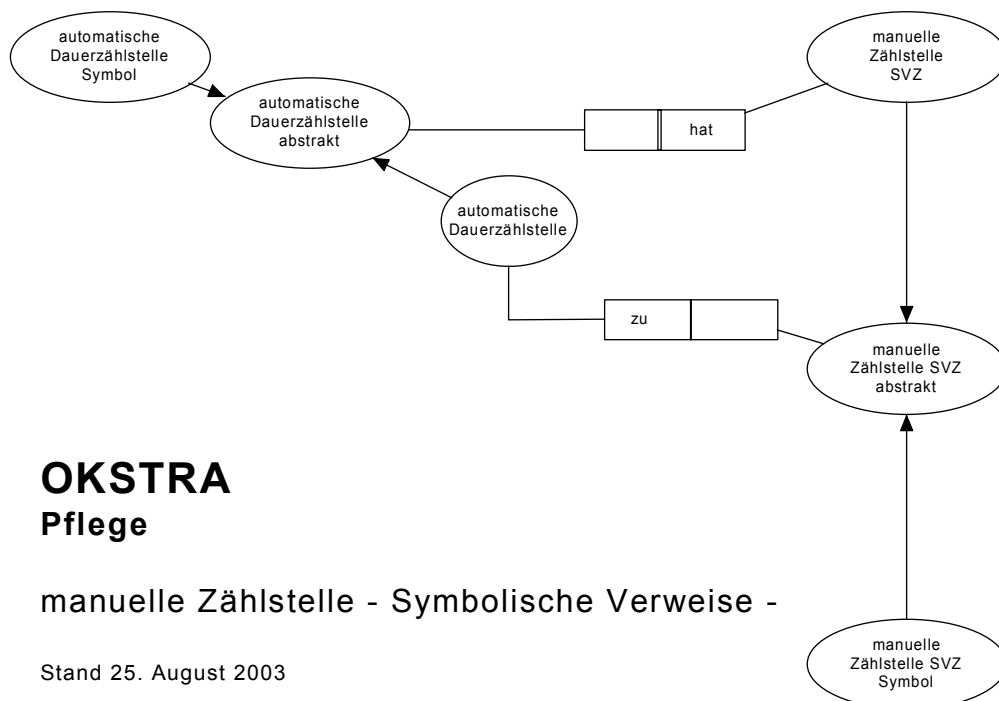 automatische
Dauerzählstelle
Symbol
manuelle
Zählstelle
SVZ
automatische
Dauerzählstelle
abstrakt
hat
automatische
Dauerzählstelle
zu
manuelle
Zählstelle SVZ
abstrakt
OKSTRA
Pflege
manuelle Zählstelle - Symbolische Verweise -
Stand 25. August 2003
manuelle
Zählstelle SVZ
Symbol